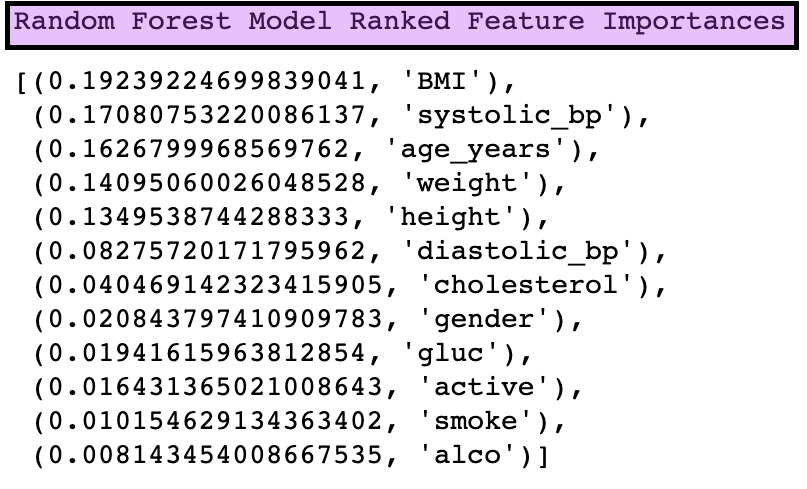 Random Forest Model Ranked Feature Importances
[(0.19239224699839041, 'BMI'),
(0.17080753220086137, 'systolic_bp'),
(0.1626799968569762, 'age_years'),
(0.14095060026048528, 'weight'),
(0.1349538744288333, 'height'),
(0.08275720171795962, 'diastolic_bp'),
(0.040469142323415905, 'cholesterol'),
(0.020843797410909783, 'gender'),
(0.01941615963812854, 'gluc'),
(0.016431365021008643, 'active'),
(0.010154629134363402, 'smoke'),
(0.008143454008667535, 'alco')]